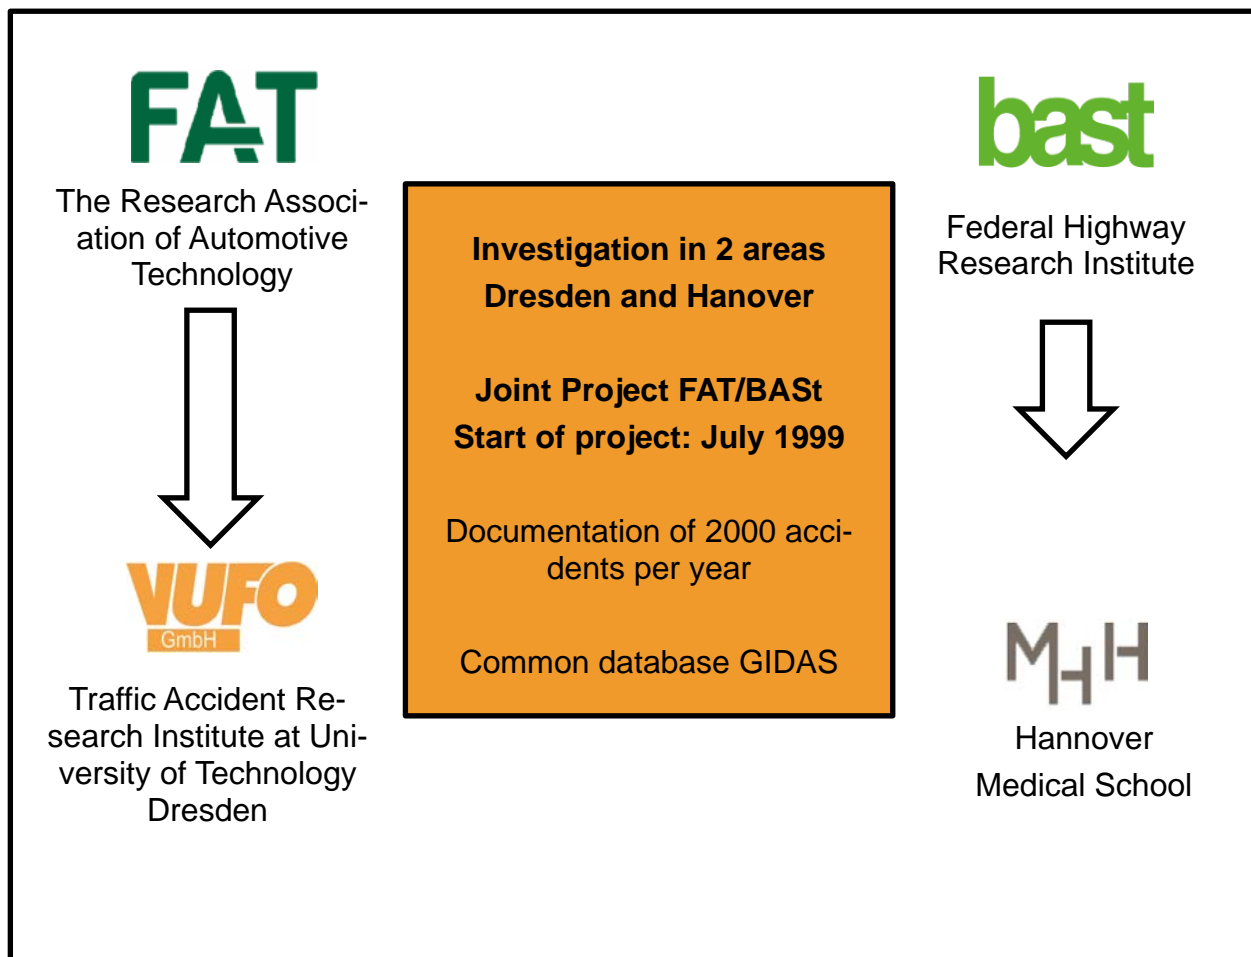 FAT
The Research Associ-
ation of Automotive
Technology
VUFO
GmbH
Traffic Accident Re-
search Institute at Uni-
versity of Technology
Dresden
Investigation in 2 areas
Dresden and Hanover
Joint Project FAT/BASt
Start of project: July 1999
Documentation of 2000 acci-
dents per year
Common database GIDAS
bast
Federal Highway
Research Institute
MHH
Hannover
Medical School